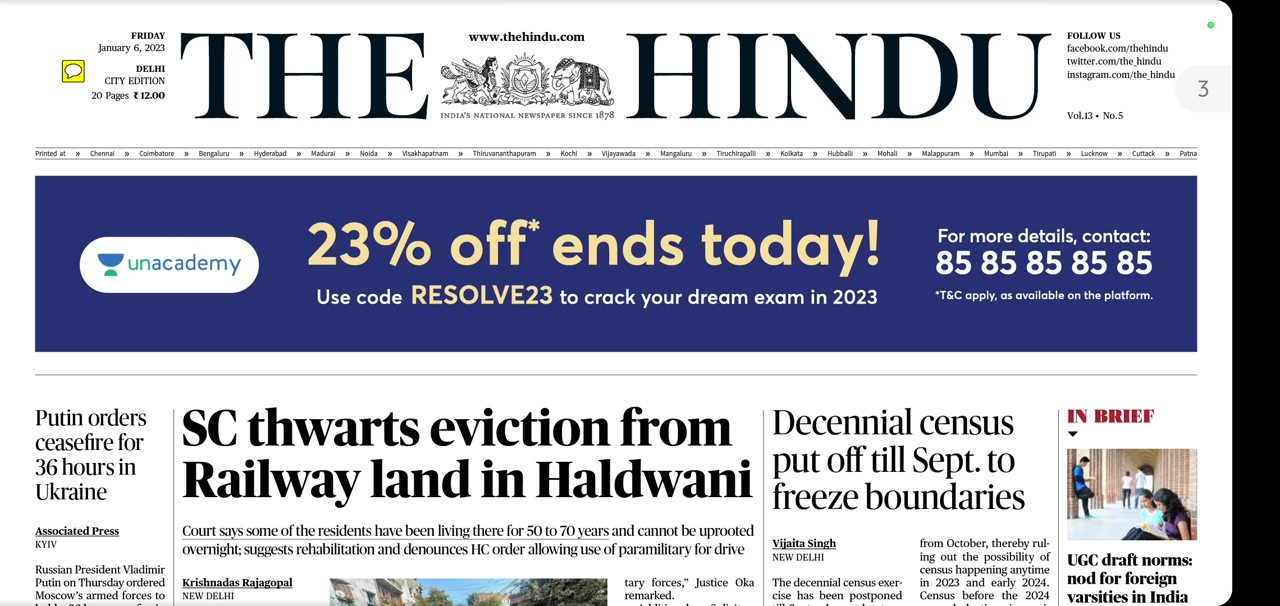 FRIDAY
January 6, 2023
DELHI
CITY EDITION
20 Pages ₹ 12.00
THE HINDU
www.thehindu.com
INDIA'S NATIONAL NEWSPAPER SINCE 1878
FOLLOW US
facebook.com/thehindu
twitter.com/the_hindu
instagram.com/the_hindu
Vol.13 • No.5
3
Printed at » Chennai » Coimbatore » Bengaluru » Hyderabad » Madurai » Noida » Visakhapatnam » Thiruvananthapuram » Kochi » Vijayawada » Mangaluru » Tiruchirapalli » Kolkata » Hubballi » Mohali » Malappuram » Mumbai » Tirupati » Lucknow » Cuttack » Patna
unacademy
23% off* ends today!
Use code RESOLVE23 to crack your dream exam in 2023
For more details, contact:
85 85 85 85 85
*T&C apply, as available on the platform.
Putin orders
ceasefire for
36 hours in
Ukraine
Associated Press
KYIV
Russian President Vladimir
Putin on Thursday ordered
Moscow's armed forces to
SC thwarts eviction from
Railway land in Haldwani
Court says some of the residents have been living there for 50 to 70 years and cannot be uprooted
overnight; suggests rehabilitation and denounces HC order allowing use of paramilitary for drive
Krishnadas Rajagopal
NEW DELHI
tary forces,” Justice Oka
remarked.
Decennial census
put off till Sept. to
freeze boundaries
Vijaita Singh
NEW DELHI
The decennial census exer-
cise has been postponed
from October, thereby rul-
ing out the possibility of
census happening anytime
in 2023 and early 2024.
Census before the 2024
IN BRIEF
UGC draft norms:
nod for foreign
varsities in India